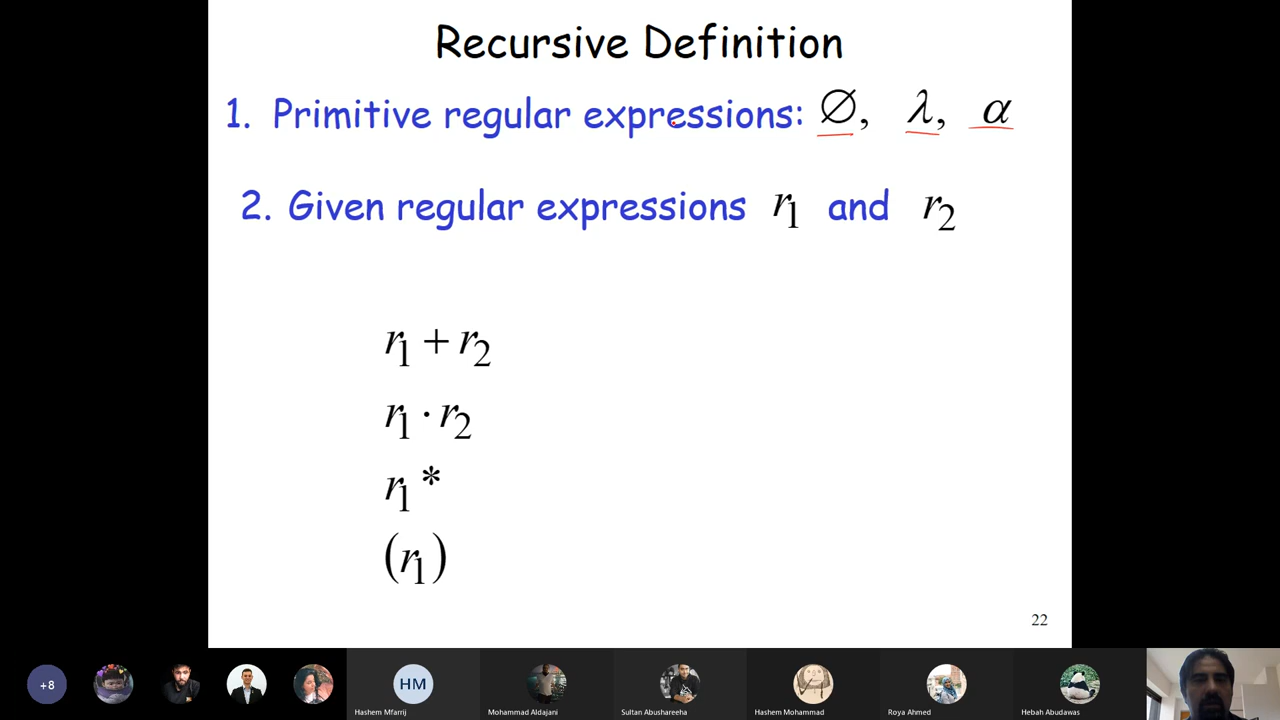 Recursive Definition
1. Primitive regular expressions: ∅, λ, α
2. Given regular expressions r₁ and r₂
r₁ + r₂
r₁ · r₂
r₁ *
(r₁)
22
+8
HM
Hashem Mfarrij
Mohammad Aldajani
Sultan Abushareeha
Hashem Mohammad
Roya Ahmed
Hebah Abudawas